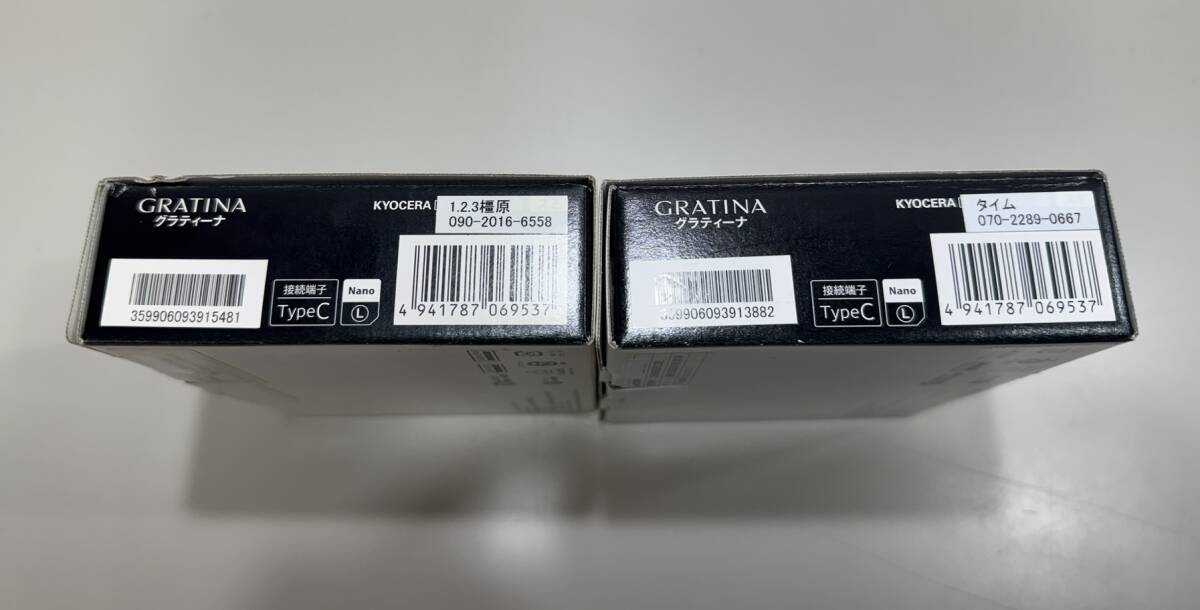 GRATINA
グラティーナ
KYOCERA
1.2.3橿原
090-2016-6558
359906093915481
接続端子
TypeC
Nano
L
4 941787 069537
GRATINA
グラティーナ
KYOCERA
タイム
070-2289-0667
359906093913882
接続端子
TypeC
Nano
L
4 941787 069537